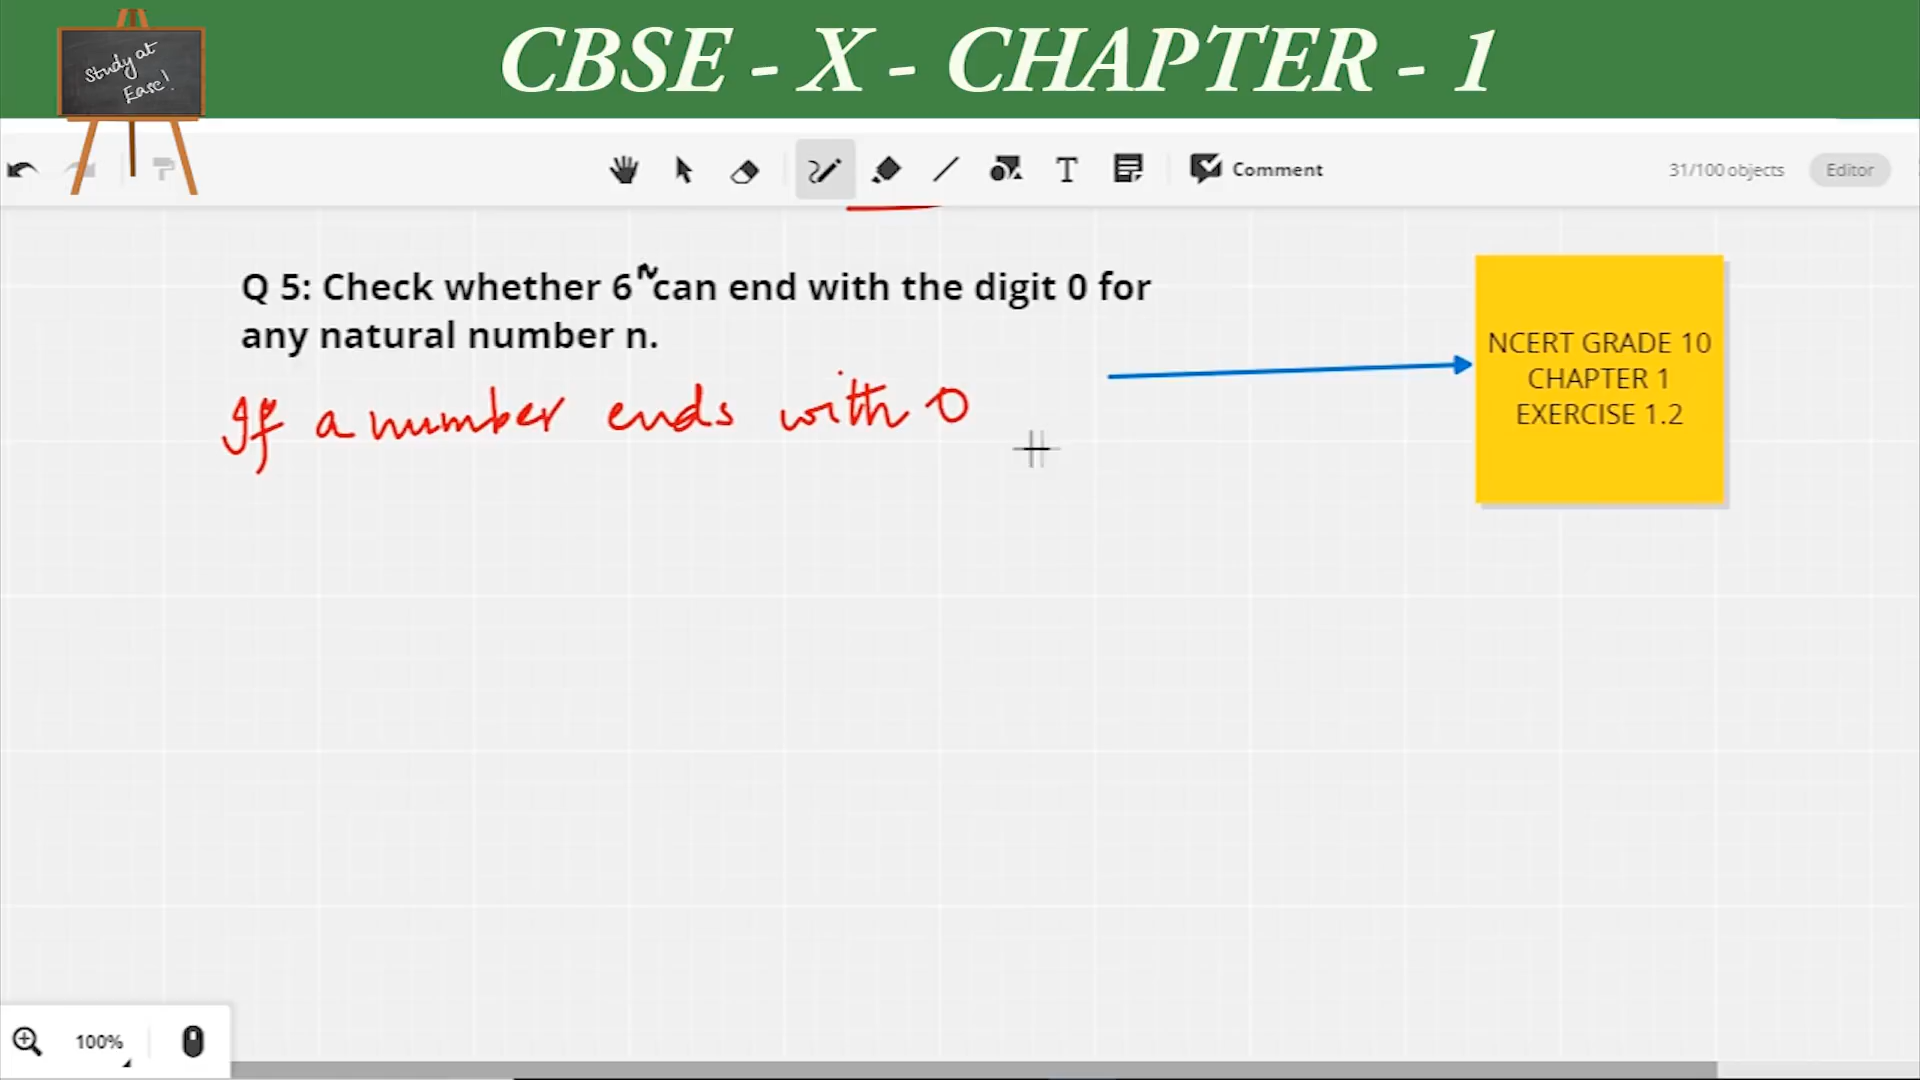 CBSE - X - CHAPTER - 1
Study at
Ease!
Comment
31/100 objects
Editor
Q 5: Check whether 6ⁿ can end with the digit 0 for
any natural number n.
If a number ends with 0
NCERT GRADE 10
CHAPTER 1
EXERCISE 1.2
100%